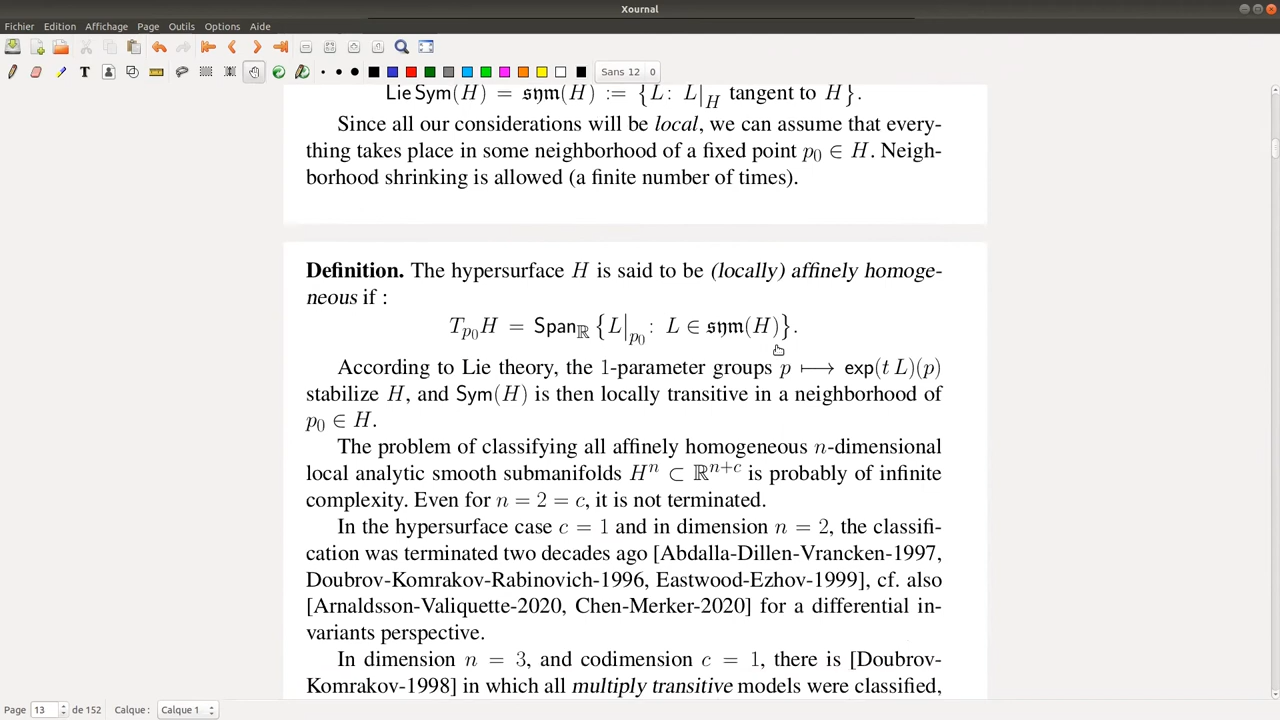 Xournal
Fichier Edition Affichage Page Outils Options Aide
Sans 12 0
Lie Sym(H) = 𝔰𝔶𝔪(H) := {L : L|_H tangent to H}.
Since all our considerations will be local, we can assume that every-
thing takes place in some neighborhood of a fixed point p₀ ∈ H. Neigh-
borhood shrinking is allowed (a finite number of times).
Definition. The hypersurface H is said to be (locally) affinely homoge-
neous if :
T_{p₀}H = Span_ℝ {L|_{p₀} : L ∈ 𝔰𝔶𝔪(H)}.
According to Lie theory, the 1-parameter groups p ⟼ exp(t L)(p)
stabilize H, and Sym(H) is then locally transitive in a neighborhood of
p₀ ∈ H.
The problem of classifying all affinely homogeneous n-dimensional
local analytic smooth submanifolds Hⁿ ⊂ ℝⁿ⁺ᶜ is probably of infinite
complexity. Even for n = 2 = c, it is not terminated.
In the hypersurface case c = 1 and in dimension n = 2, the classifi-
cation was terminated two decades ago [Abdalla-Dillen-Vrancken-1997,
Doubrov-Komrakov-Rabinovich-1996, Eastwood-Ezhov-1999], cf. also
[Arnaldsson-Valiquette-2020, Chen-Merker-2020] for a differential in-
variants perspective.
In dimension n = 3, and codimension c = 1, there is [Doubrov-
Komrakov-1998] in which all multiply transitive models were classified,
Page 13 de 152 Calque : Calque 1